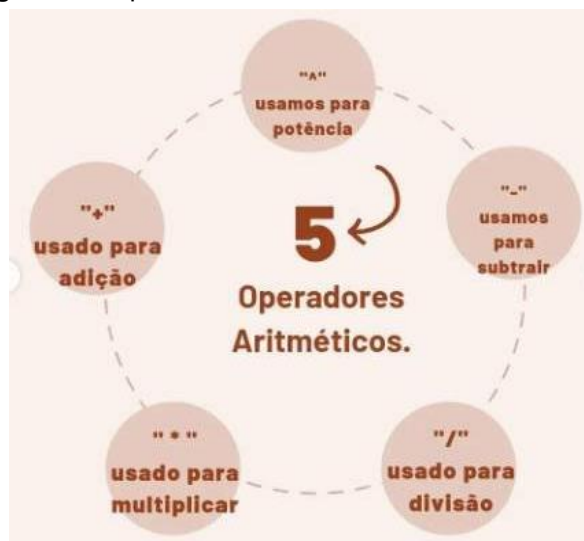 "^"
usamos para
potência
"-"
usamos
para
subtrair
"+"
usado para
adição
5
Operadores
Aritméticos.
"*"
usado para
multiplicar
"/"
usado para
divisão